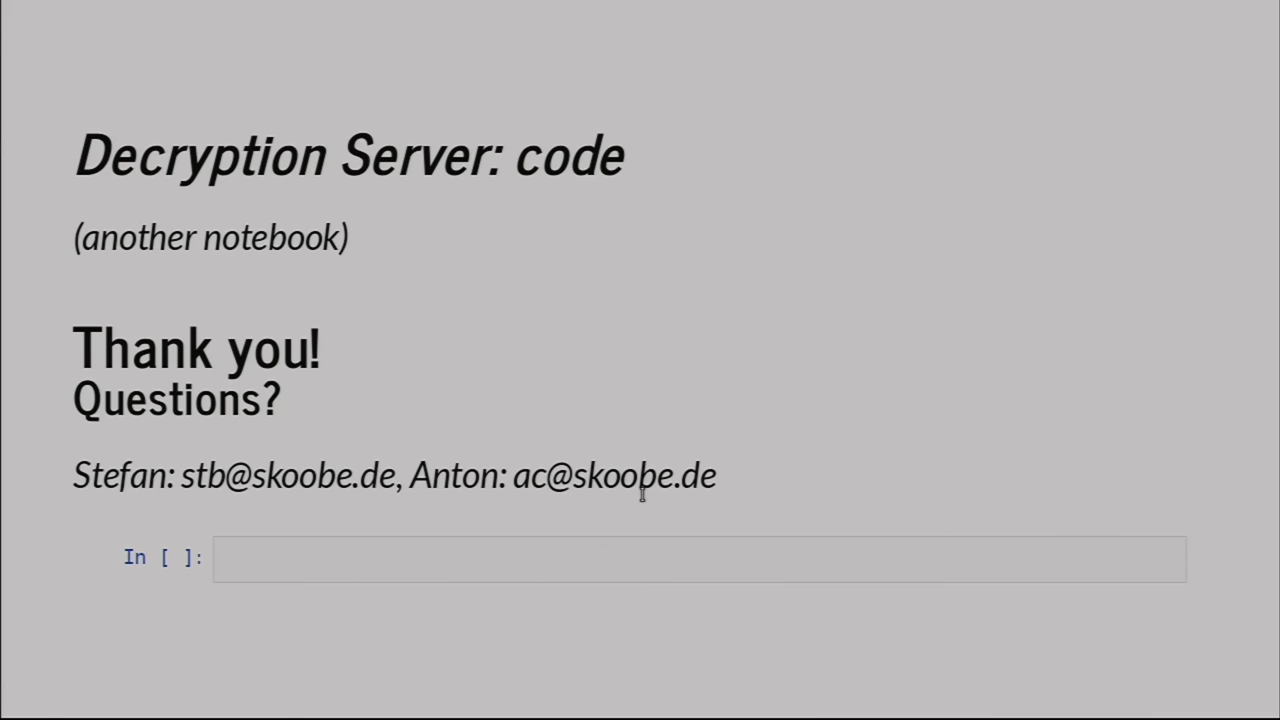 Decryption Server: code
(another notebook)
Thank you!
Questions?
Stefan: stb@skoobe.de, Anton: ac@skoobe.de
In [ ]: